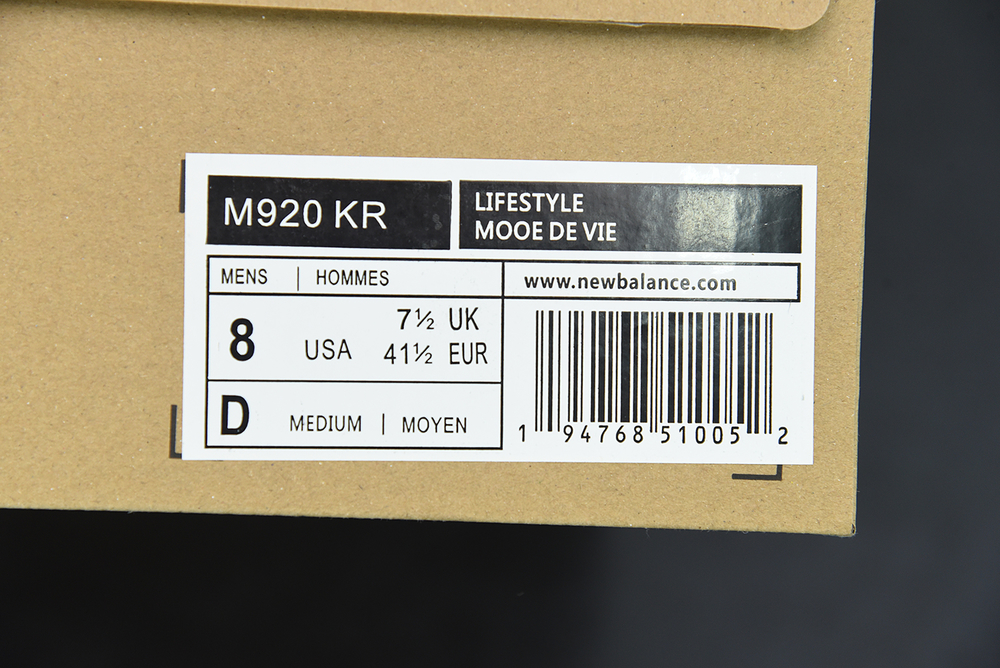 M920 KR
LIFESTYLE
MOOE DE VIE
MENS | HOMMES
www.newbalance.com
8 USA 7½ UK
41½ EUR
D MEDIUM | MOYEN
1 94768 51005 2